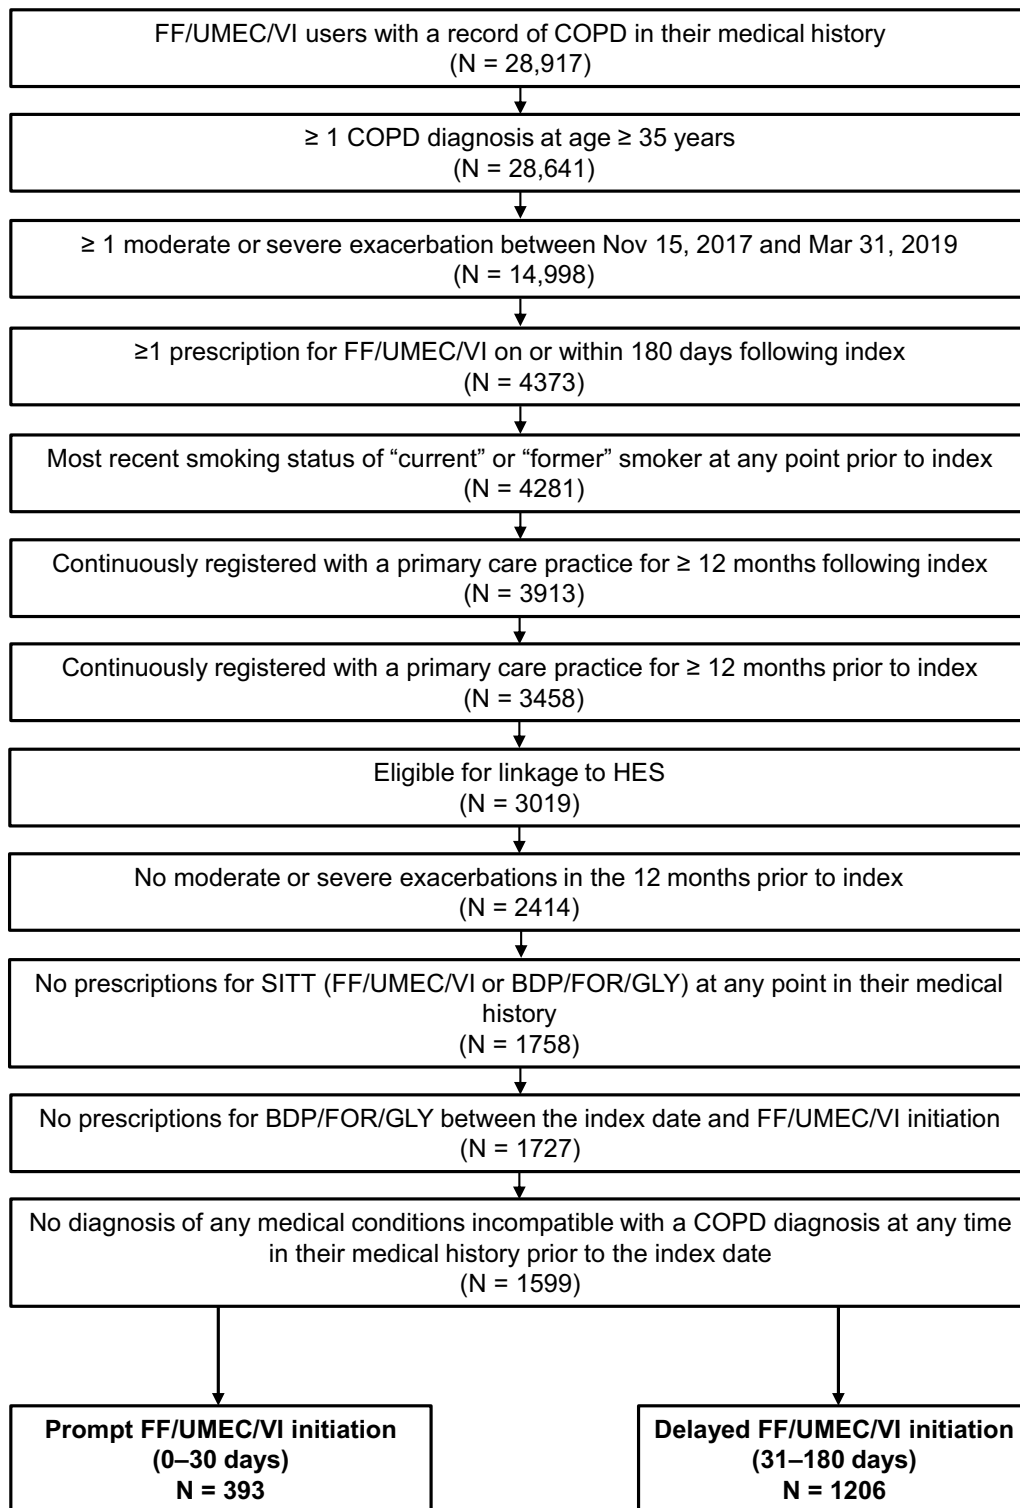 FF/UMEC/VI users with a record of COPD in their medical history
(N = 28,917)
≥ 1 COPD diagnosis at age ≥ 35 years
(N = 28,641)
≥ 1 moderate or severe exacerbation between Nov 15, 2017 and Mar 31, 2019
(N = 14,998)
≥1 prescription for FF/UMEC/VI on or within 180 days following index
(N = 4373)
Most recent smoking status of “current” or “former” smoker at any point prior to index
(N = 4281)
Continuously registered with a primary care practice for ≥ 12 months following index
(N = 3913)
Continuously registered with a primary care practice for ≥ 12 months prior to index
(N = 3458)
Eligible for linkage to HES
(N = 3019)
No moderate or severe exacerbations in the 12 months prior to index
(N = 2414)
No prescriptions for SITT (FF/UMEC/VI or BDP/FOR/GLY) at any point in their medical
history
(N = 1758)
No prescriptions for BDP/FOR/GLY between the index date and FF/UMEC/VI initiation
(N = 1727)
No diagnosis of any medical conditions incompatible with a COPD diagnosis at any time
in their medical history prior to the index date
(N = 1599)
Prompt FF/UMEC/VI initiation
(0–30 days)
N = 393
Delayed FF/UMEC/VI initiation
(31–180 days)
N = 1206